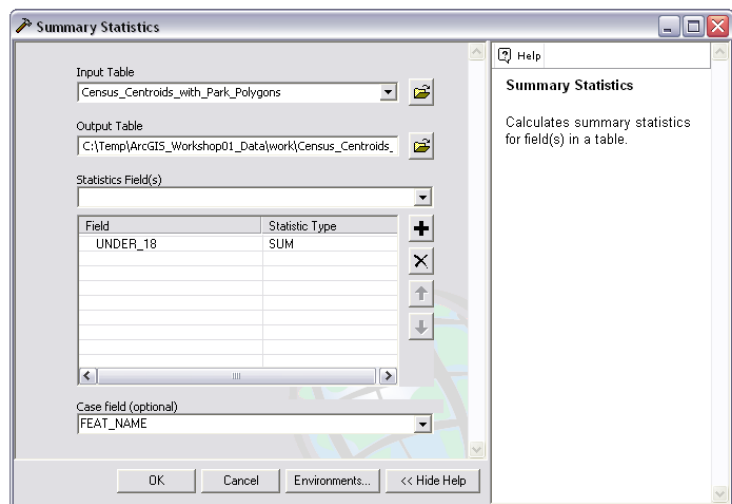 Summary Statistics
Input Table
Census_Centroids_with_Park_Polygons
Output Table
C:\Temp\ArcGIS_Workshop01_Data\work\Census_Centroids_
Statistics Field(s)
Field Statistic Type
UNDER_18 SUM
Case field (optional)
FEAT_NAME
OK Cancel Environments... << Hide Help
Help
Summary Statistics
Calculates summary statistics
for field(s) in a table.